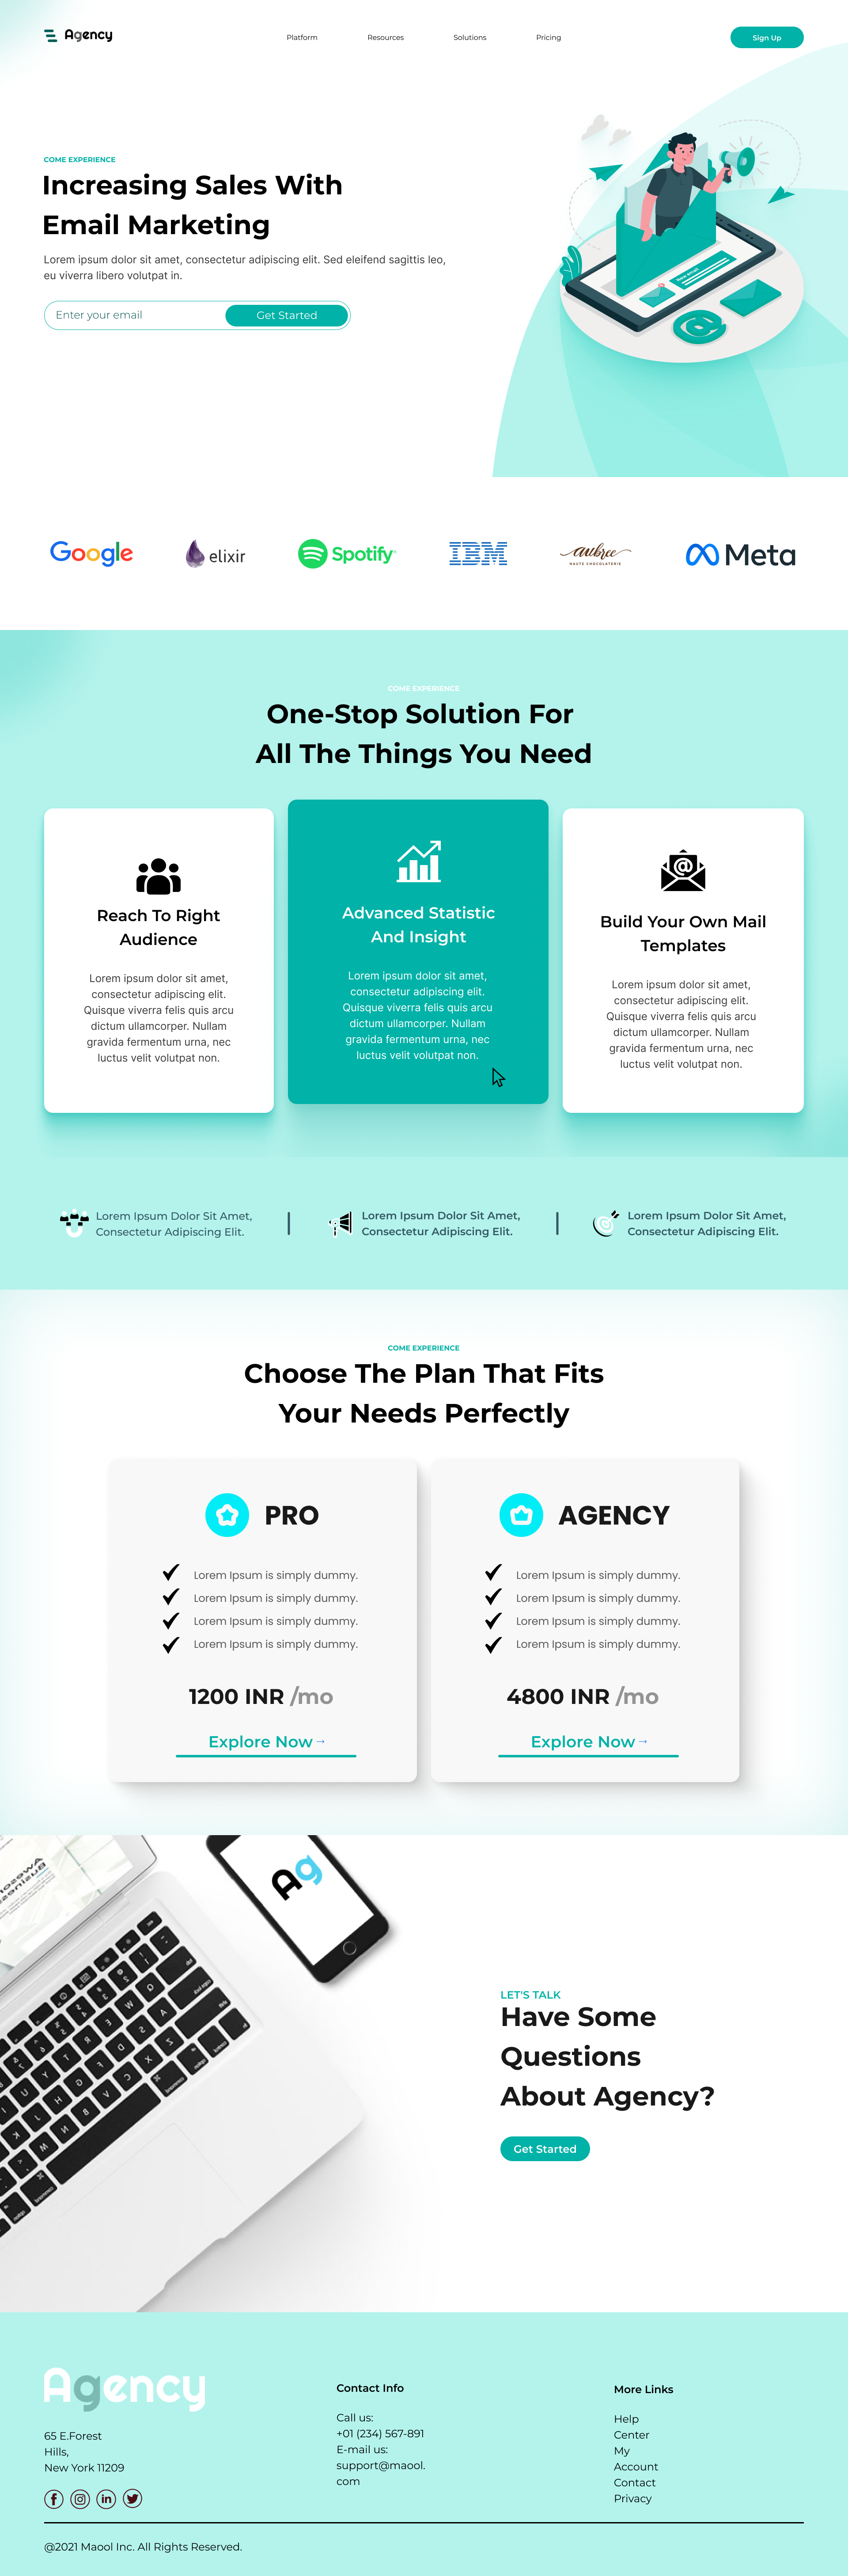 Agency
Platform
Resources
Solutions
Pricing
Sign Up
COME EXPERIENCE
Increasing Sales With
Email Marketing
Lorem ipsum dolor sit amet, consectetur adipiscing elit. Sed eleifend sagittis leo,
eu viverra libero volutpat in.
Enter your email
Get Started
Google
elixir
Spotify
IBM
aubree
HAUTE CHOCOLATERIE
Meta
COME EXPERIENCE
One-Stop Solution For
All The Things You Need
Reach To Right
Audience
Lorem ipsum dolor sit amet,
consectetur adipiscing elit.
Quisque viverra felis quis arcu
dictum ullamcorper. Nullam
gravida fermentum urna, nec
luctus velit volutpat non.
Advanced Statistic
And Insight
Lorem ipsum dolor sit amet,
consectetur adipiscing elit.
Quisque viverra felis quis arcu
dictum ullamcorper. Nullam
gravida fermentum urna, nec
luctus velit volutpat non.
Build Your Own Mail
Templates
Lorem ipsum dolor sit amet,
consectetur adipiscing elit.
Quisque viverra felis quis arcu
dictum ullamcorper. Nullam
gravida fermentum urna, nec
luctus velit volutpat non.
Lorem Ipsum Dolor Sit Amet,
Consectetur Adipiscing Elit.
Lorem Ipsum Dolor Sit Amet,
Consectetur Adipiscing Elit.
Lorem Ipsum Dolor Sit Amet,
Consectetur Adipiscing Elit.
COME EXPERIENCE
Choose The Plan That Fits
Your Needs Perfectly
PRO
Lorem Ipsum is simply dummy.
Lorem Ipsum is simply dummy.
Lorem Ipsum is simply dummy.
Lorem Ipsum is simply dummy.
1200 INR /mo
Explore Now→
AGENCY
Lorem Ipsum is simply dummy.
Lorem Ipsum is simply dummy.
Lorem Ipsum is simply dummy.
Lorem Ipsum is simply dummy.
4800 INR /mo
Explore Now→
Ag
LET'S TALK
Have Some
Questions
About Agency?
Get Started
Agency
65 E.Forest
Hills,
New York 11209
Contact Info
Call us:
+01 (234) 567-891
E-mail us:
support@maool.
com
More Links
Help
Center
My
Account
Contact
Privacy
@2021 Maool Inc. All Rights Reserved.